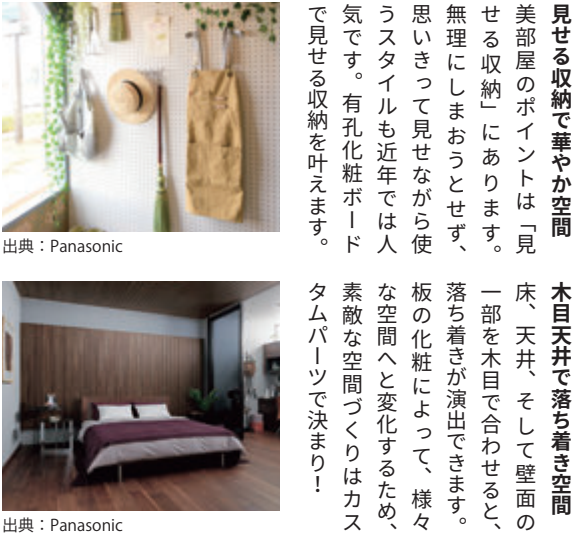 見せる収納で華やか空間
美部屋のポイントは「見
せる収納」にあります。
無理にしまおうとせず、
思いきって見せながら使
うスタイルも近年では人
気です。有孔化粧ボード
で見せる収納を叶えます。
出典：Panasonic
木目天井で落ち着き空間
床、天井、そして壁面の
一部を木目で合わせると、
落ち着きが演出できます。
板の化粧によって、様々
な空間へと変化するため、
素敵な空間づくりはカス
タムパーツで決まり！
出典：Panasonic